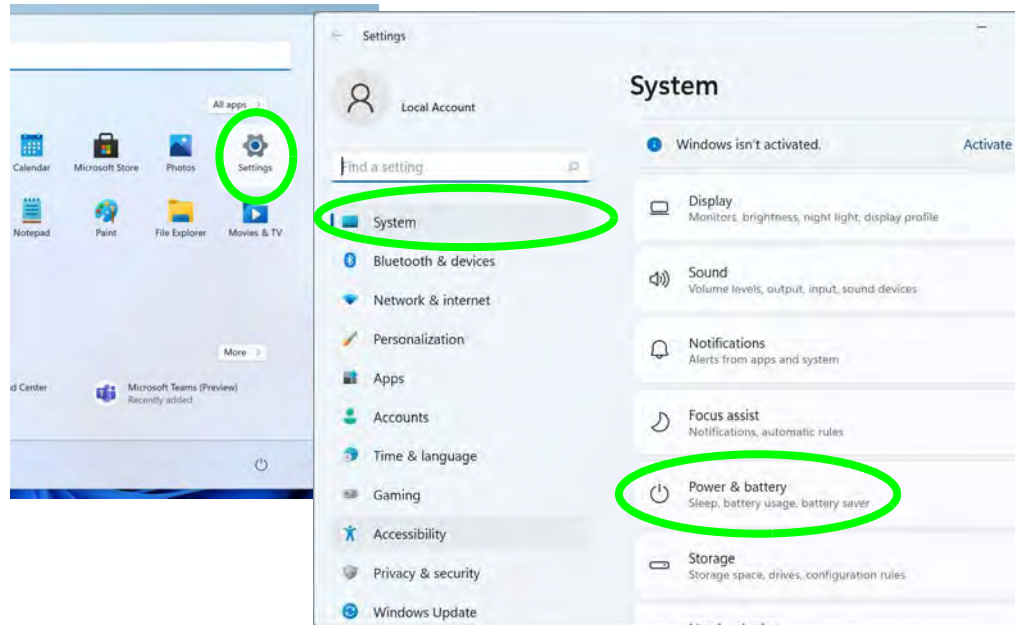 All apps >
Calendar
Microsoft Store
Photos
Settings
Notepad
Paint
File Explorer
Movies & TV
More >
d Center
Microsoft Teams (Preview)
Recently added
Settings
Local Account
Find a setting
System
Bluetooth & devices
Network & internet
Personalization
Apps
Accounts
Time & language
Gaming
Accessibility
Privacy & security
Windows Update
System
Windows isn't activated.
Activate
Display
Monitors, brightness, night light, display profile
Sound
Volume levels, output, input, sound devices
Notifications
Alerts from apps and system
Focus assist
Notifications, automatic rules
Power & battery
Sleep, battery usage, battery saver
Storage
Storage space, drives, configuration rules